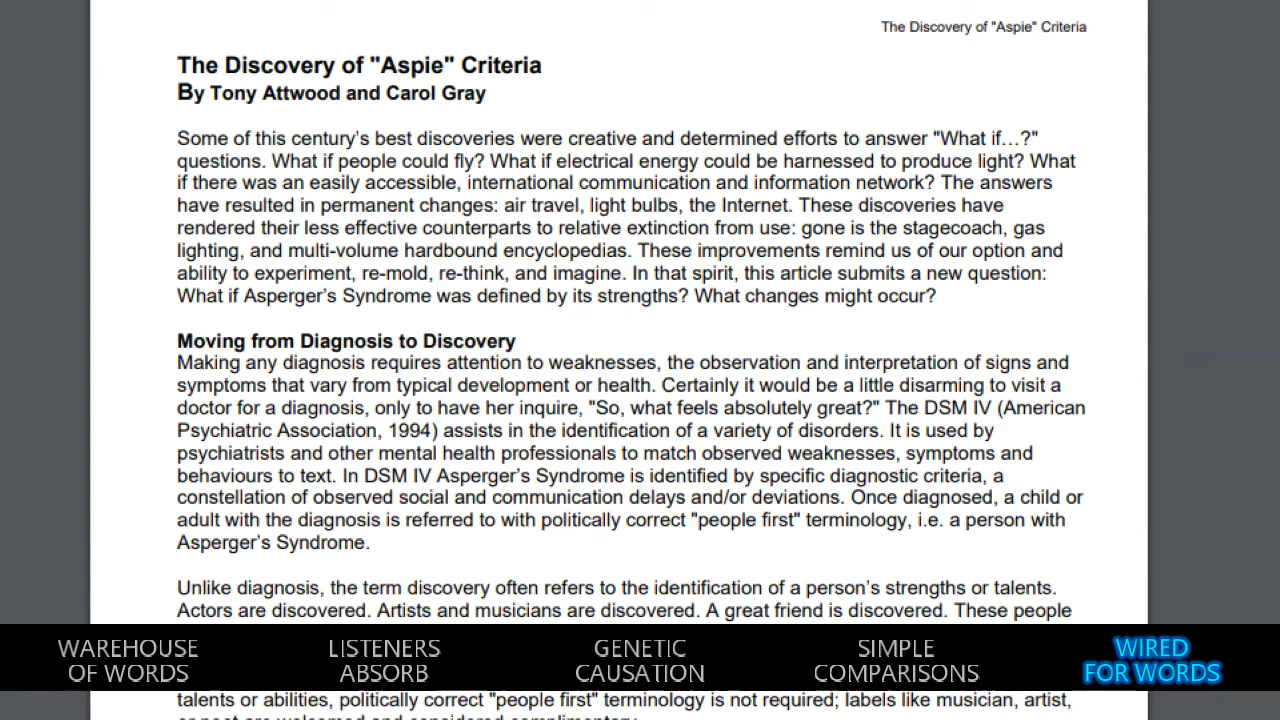 The Discovery of "Aspie" Criteria
The Discovery of "Aspie" Criteria
By Tony Attwood and Carol Gray
Some of this century’s best discoveries were creative and determined efforts to answer "What if…?"
questions. What if people could fly? What if electrical energy could be harnessed to produce light? What
if there was an easily accessible, international communication and information network? The answers
have resulted in permanent changes: air travel, light bulbs, the Internet. These discoveries have
rendered their less effective counterparts to relative extinction from use: gone is the stagecoach, gas
lighting, and multi-volume hardbound encyclopedias. These improvements remind us of our option and
ability to experiment, re-mold, re-think, and imagine. In that spirit, this article submits a new question:
What if Asperger’s Syndrome was defined by its strengths? What changes might occur?
Moving from Diagnosis to Discovery
Making any diagnosis requires attention to weaknesses, the observation and interpretation of signs and
symptoms that vary from typical development or health. Certainly it would be a little disarming to visit a
doctor for a diagnosis, only to have her inquire, "So, what feels absolutely great?" The DSM IV (American
Psychiatric Association, 1994) assists in the identification of a variety of disorders. It is used by
psychiatrists and other mental health professionals to match observed weaknesses, symptoms and
behaviours to text. In DSM IV Asperger’s Syndrome is identified by specific diagnostic criteria, a
constellation of observed social and communication delays and/or deviations. Once diagnosed, a child or
adult with the diagnosis is referred to with politically correct "people first" terminology, i.e. a person with
Asperger’s Syndrome.
Unlike diagnosis, the term discovery often refers to the identification of a person’s strengths or talents.
Actors are discovered. Artists and musicians are discovered. A great friend is discovered. These people
WAREHOUSE
OF WORDS
LISTENERS
ABSORB
GENETIC
CAUSATION
SIMPLE
COMPARISONS
WIRED
FOR WORDS
talents or abilities, politically correct "people first" terminology is not required; labels like musician, artist,